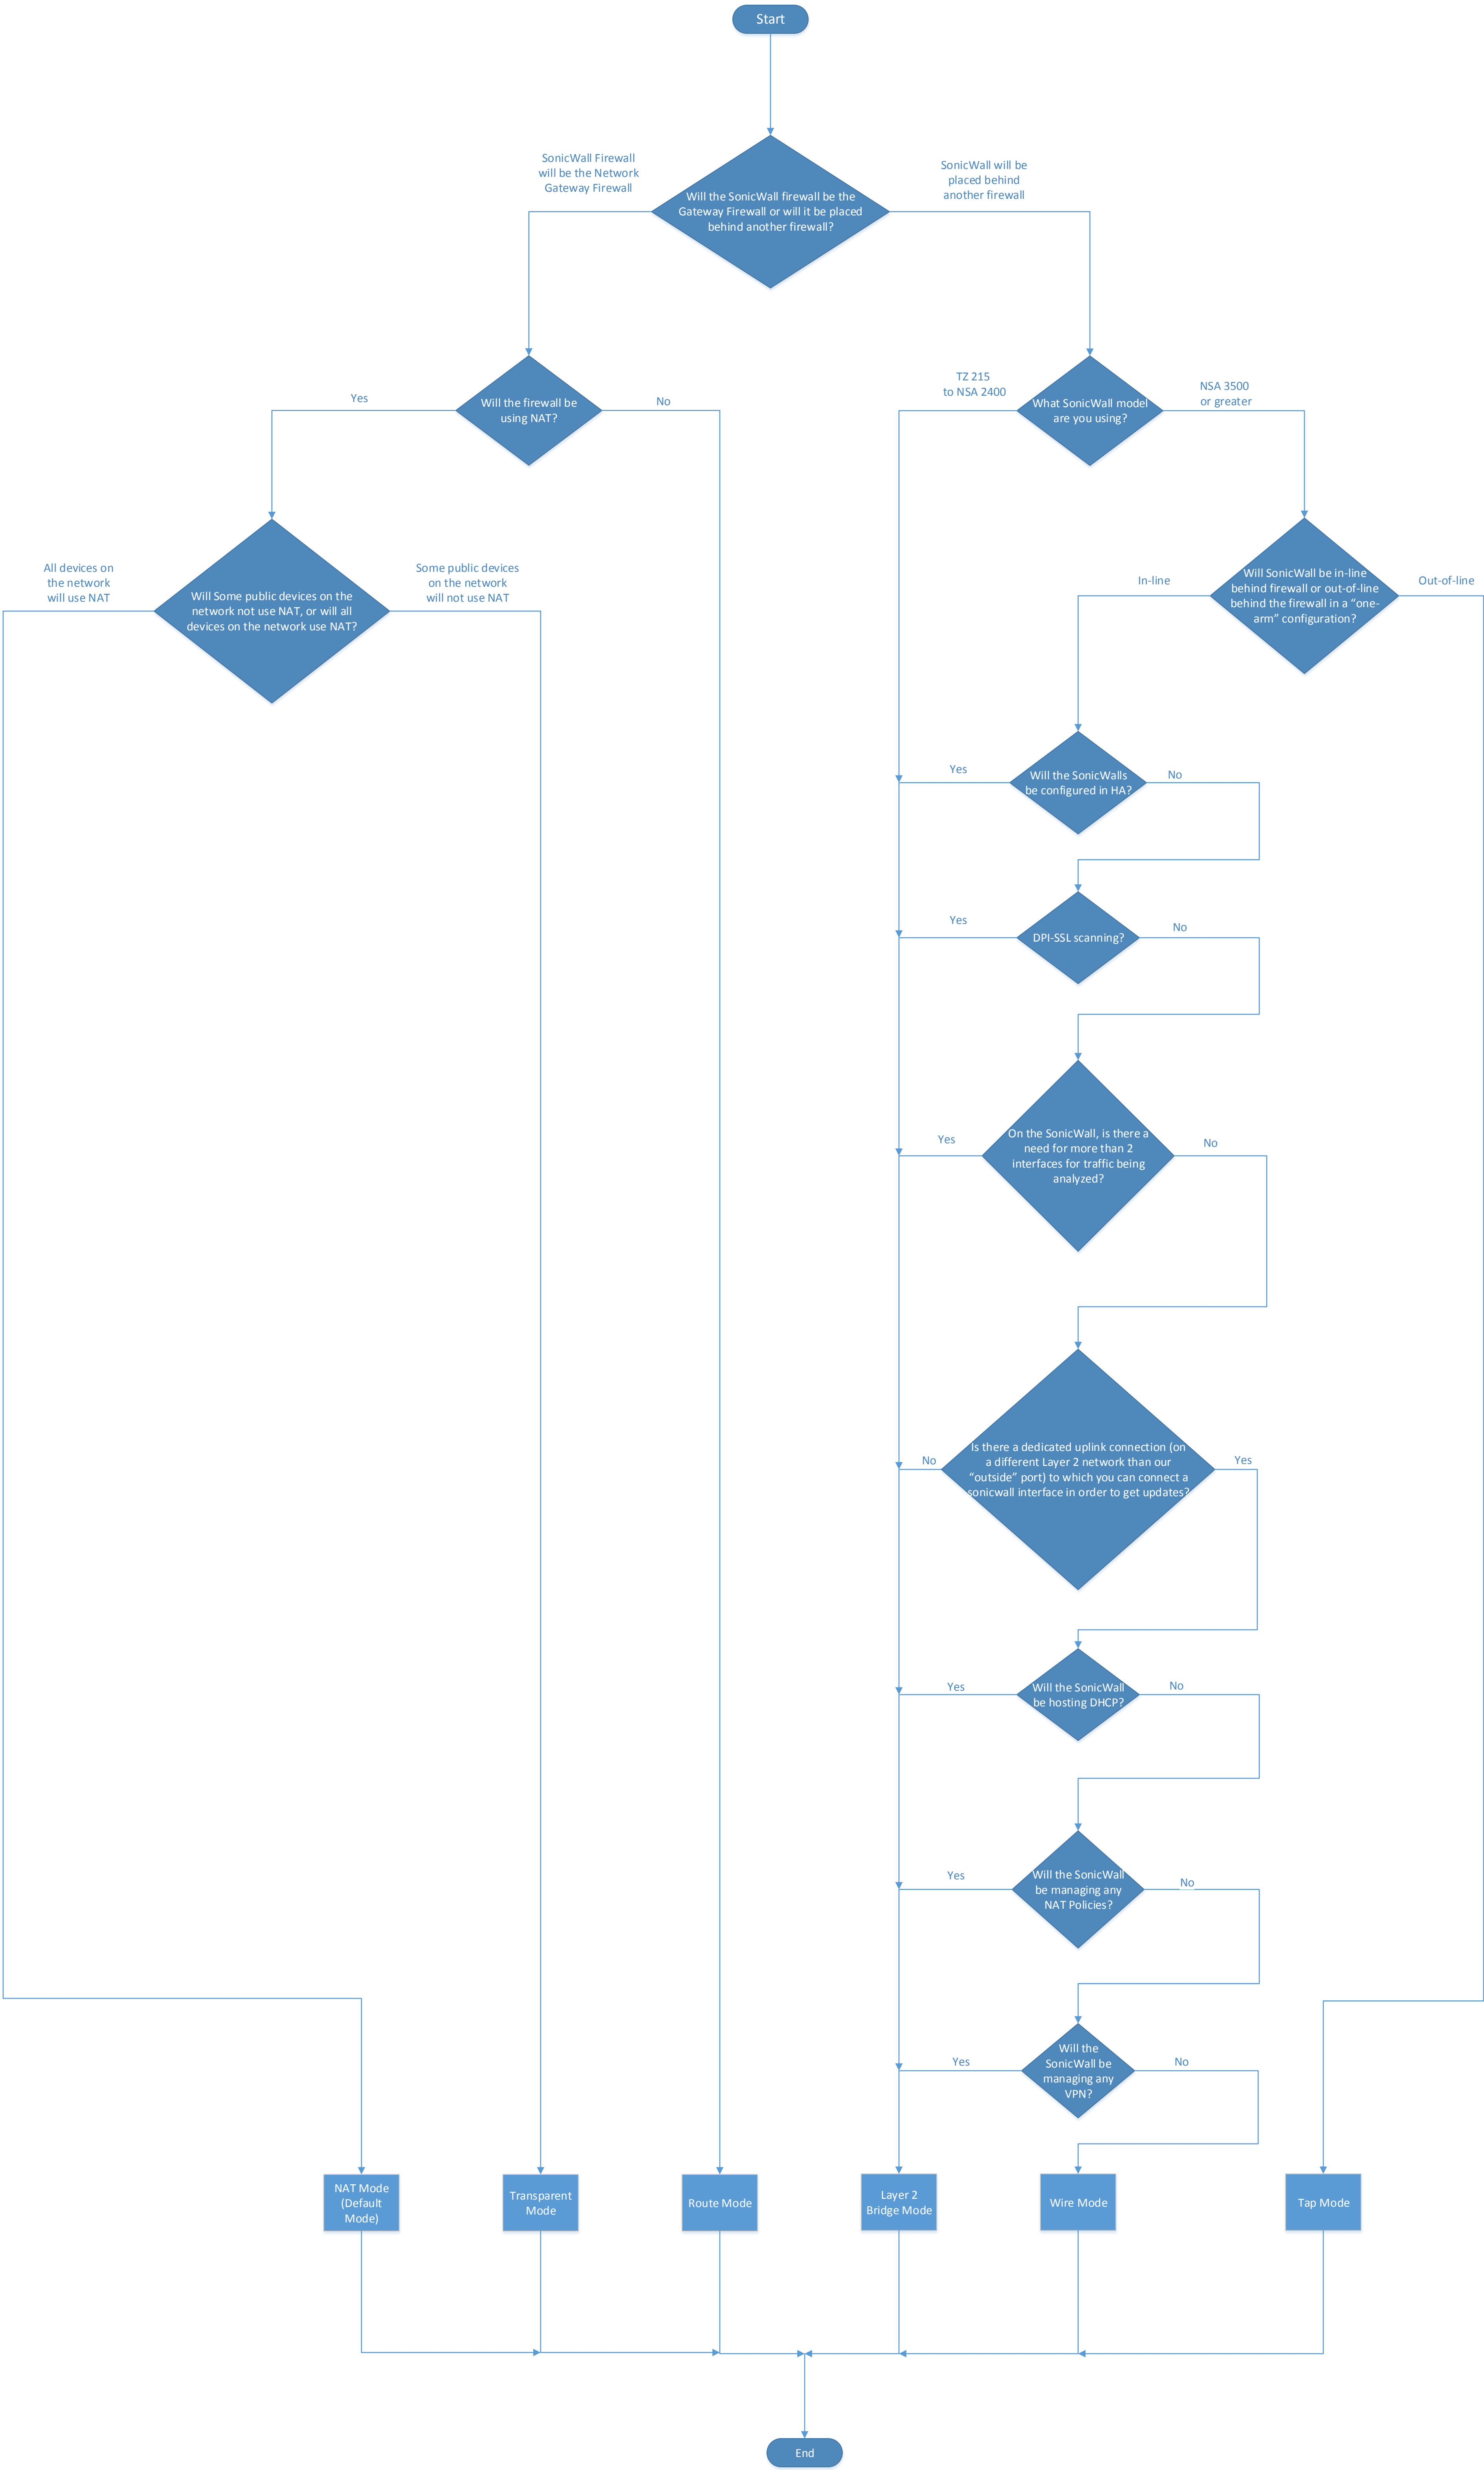 Start
SonicWall Firewall
will be the Network
Gateway Firewall
SonicWall will be
placed behind
another firewall
Will the SonicWall firewall be the
Gateway Firewall or will it be placed
behind another firewall?
Yes
Will the firewall be
using NAT?
No
TZ 215
to NSA 2400
What SonicWall model
are you using?
NSA 3500
or greater
All devices on
the network
will use NAT
Will Some public devices on the
network not use NAT, or will all
devices on the network use NAT?
Some public devices
on the network
will not use NAT
In-line
Will SonicWall be in-line
behind firewall or out-of-line
behind the firewall in a “one-
arm” configuration?
Out-of-line
Yes
Will the SonicWalls
be configured in HA?
No
Yes
DPI-SSL scanning?
No
Yes
On the SonicWall, is there a
need for more than 2
interfaces for traffic being
analyzed?
No
No
Is there a dedicated uplink connection (on
a different Layer 2 network than our
“outside” port) to which you can connect a
sonicwall interface in order to get updates?
Yes
Yes
Will the SonicWall
be hosting DHCP?
No
Yes
Will the SonicWall
be managing any
NAT Policies?
No
Yes
Will the
SonicWall be
managing any
VPN?
No
NAT Mode
(Default
Mode)
Transparent
Mode
Route Mode
Layer 2
Bridge Mode
Wire Mode
Tap Mode
End